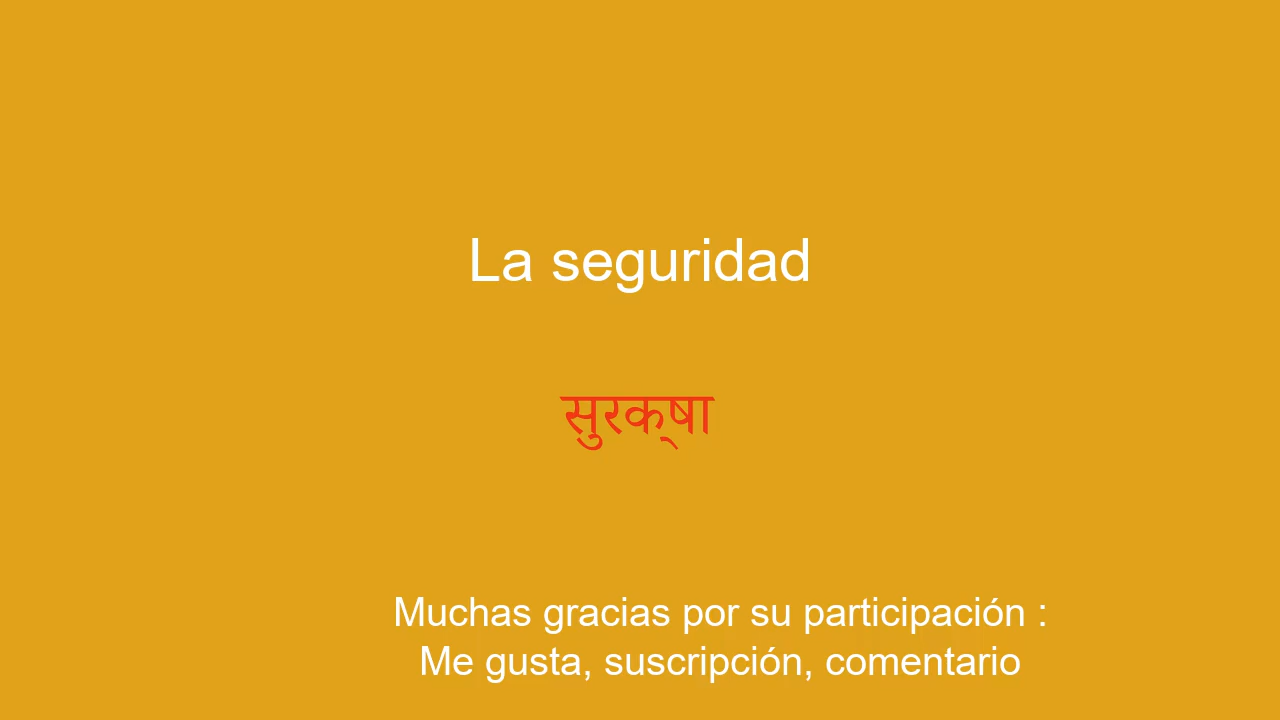 La seguridad
सुरक्षा
Muchas gracias por su participación :
Me gusta, suscripción, comentario